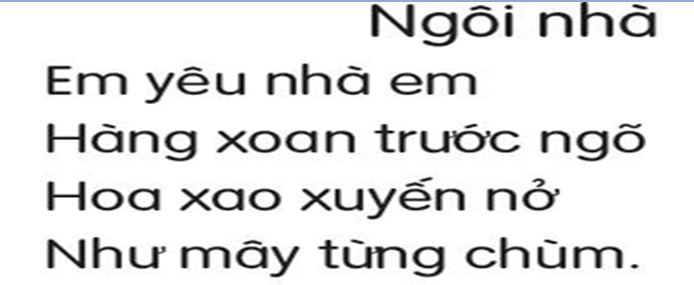 Ngôi nhà
Em yêu nhà em
Hàng xoan trước ngõ
Hoa xao xuyến nở
Như mây từng chùm.